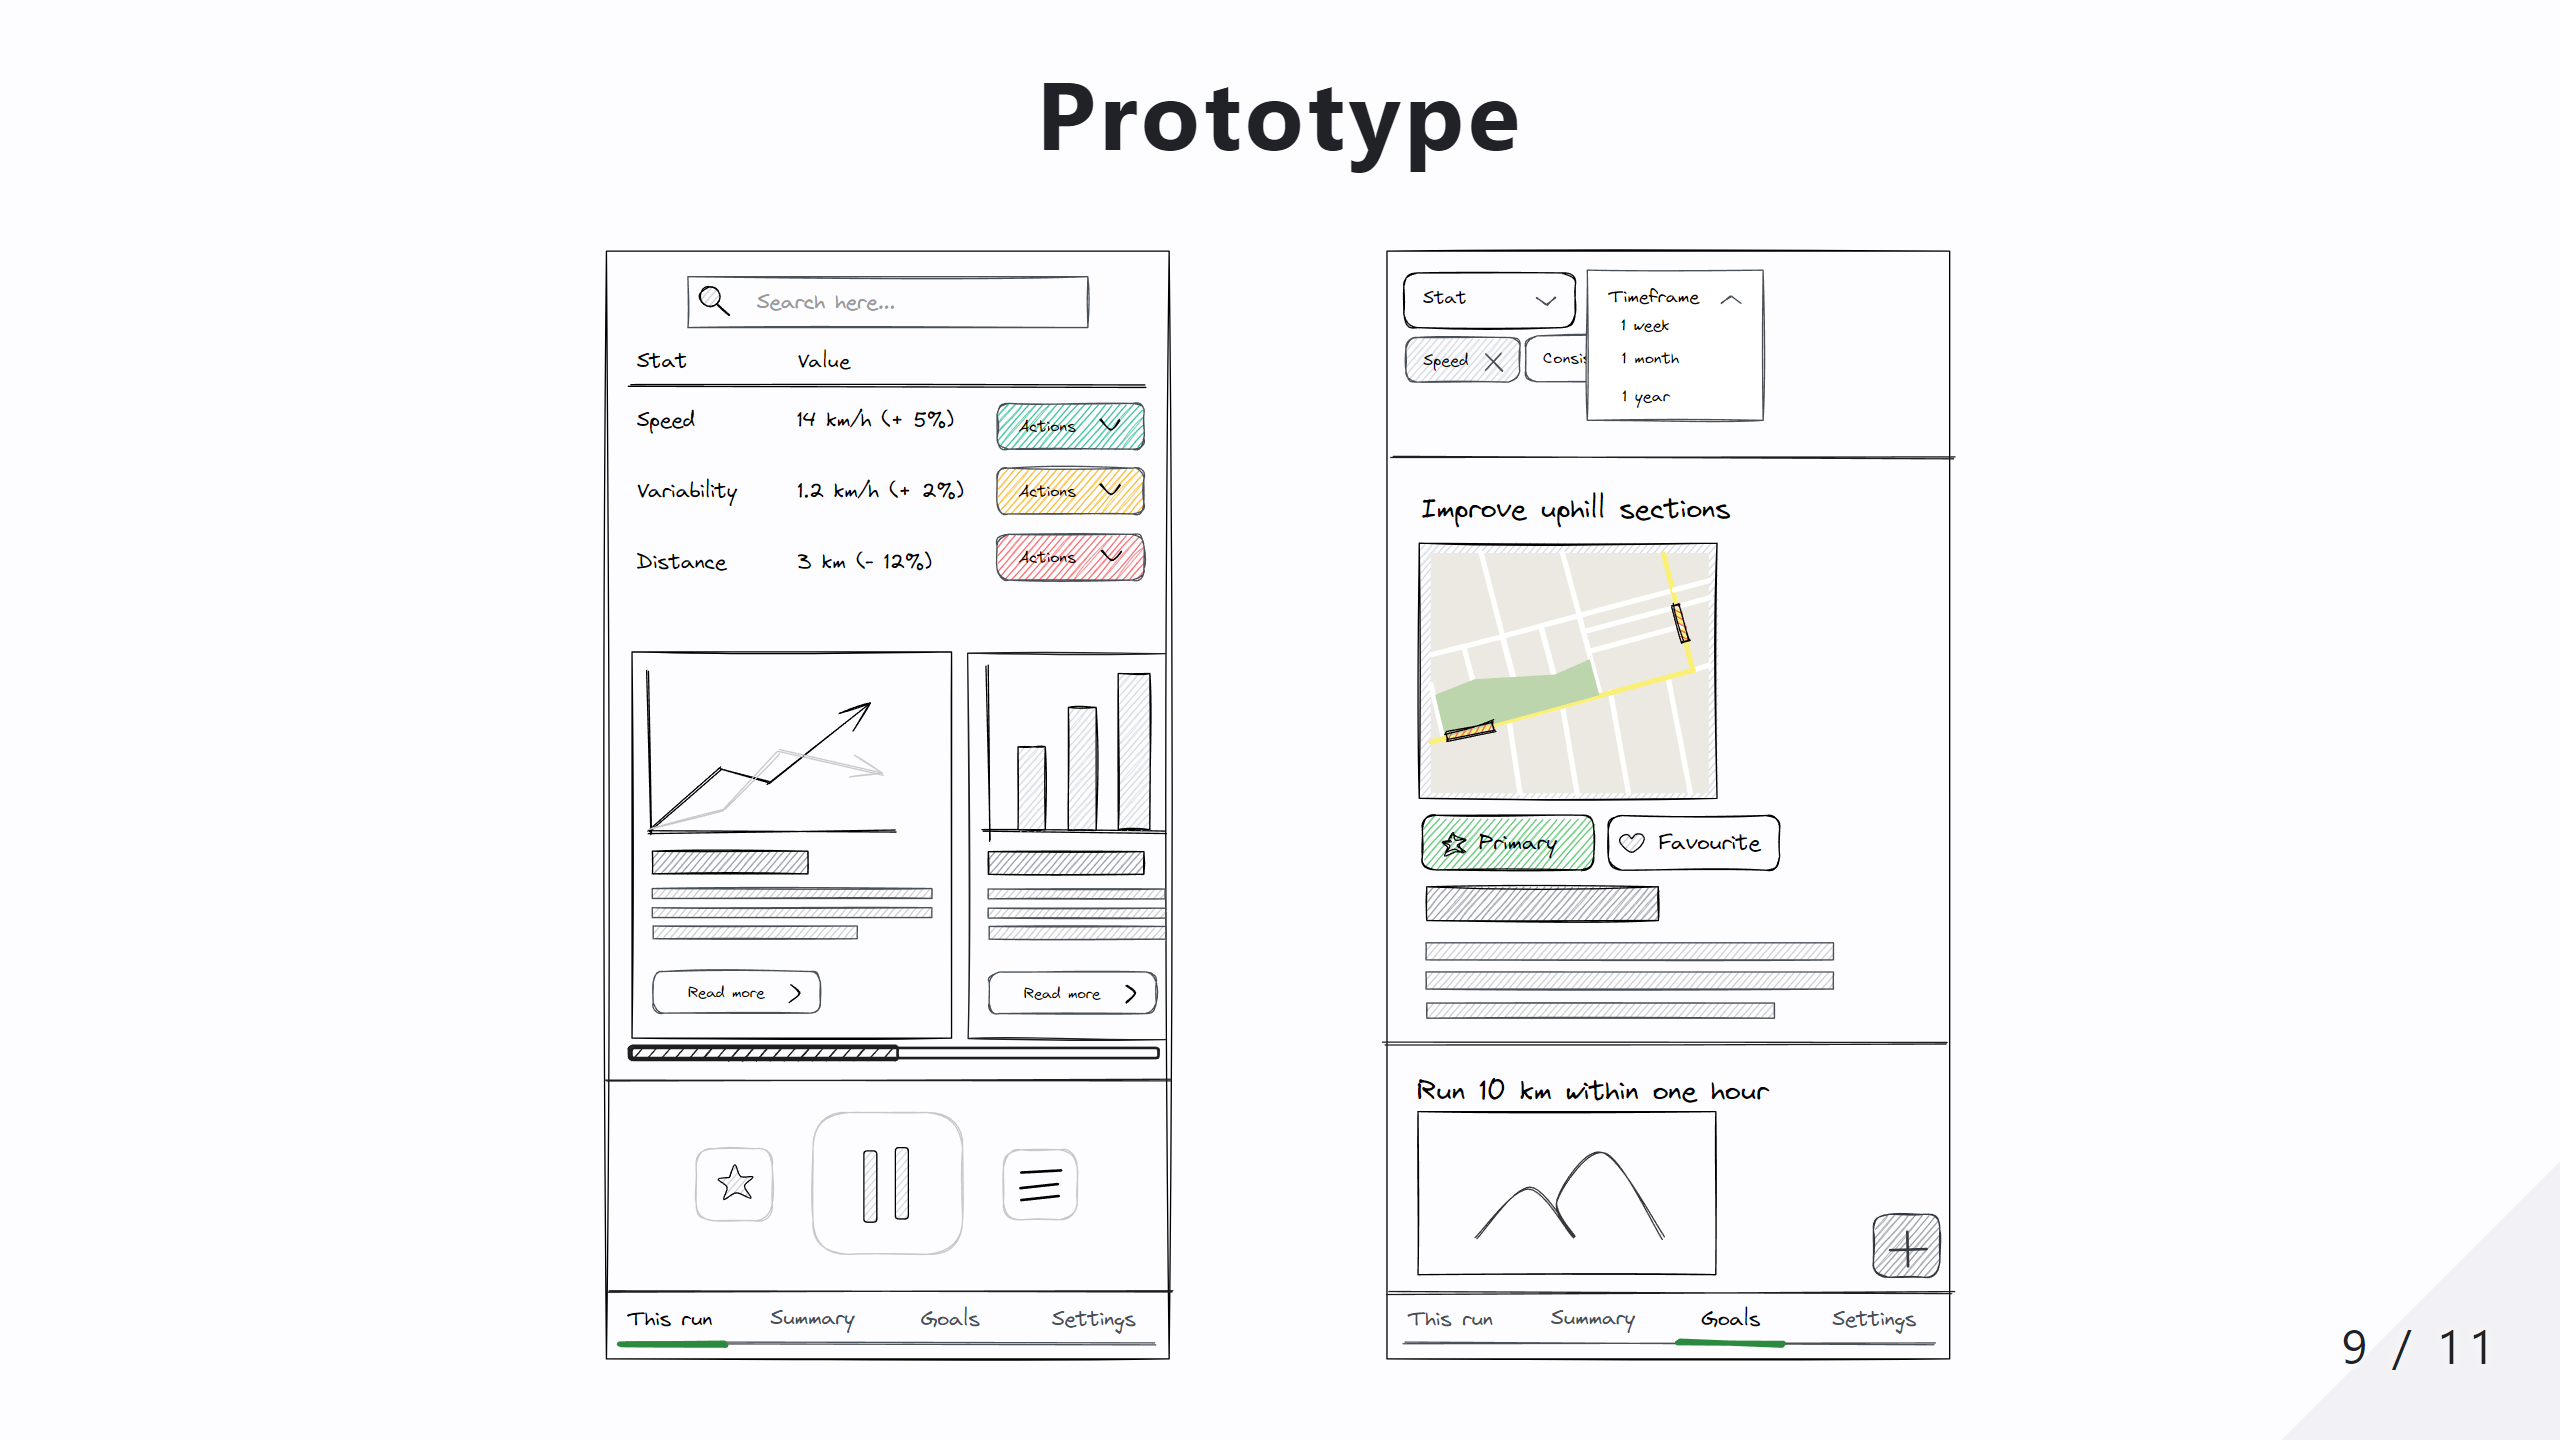 Prototype
Search here...
Stat Value
Speed 14 km/h (+ 5%) Actions
Variability 1.2 km/h (+ 2%) Actions
Distance 3 km (- 12%) Actions
Read more Read more
This run Summary Goals Settings
Stat Timeframe
1 week
Speed Consis 1 month
1 year
Improve uphill sections
Primary Favourite
Run 10 km within one hour
This run Summary Goals Settings
9 / 11